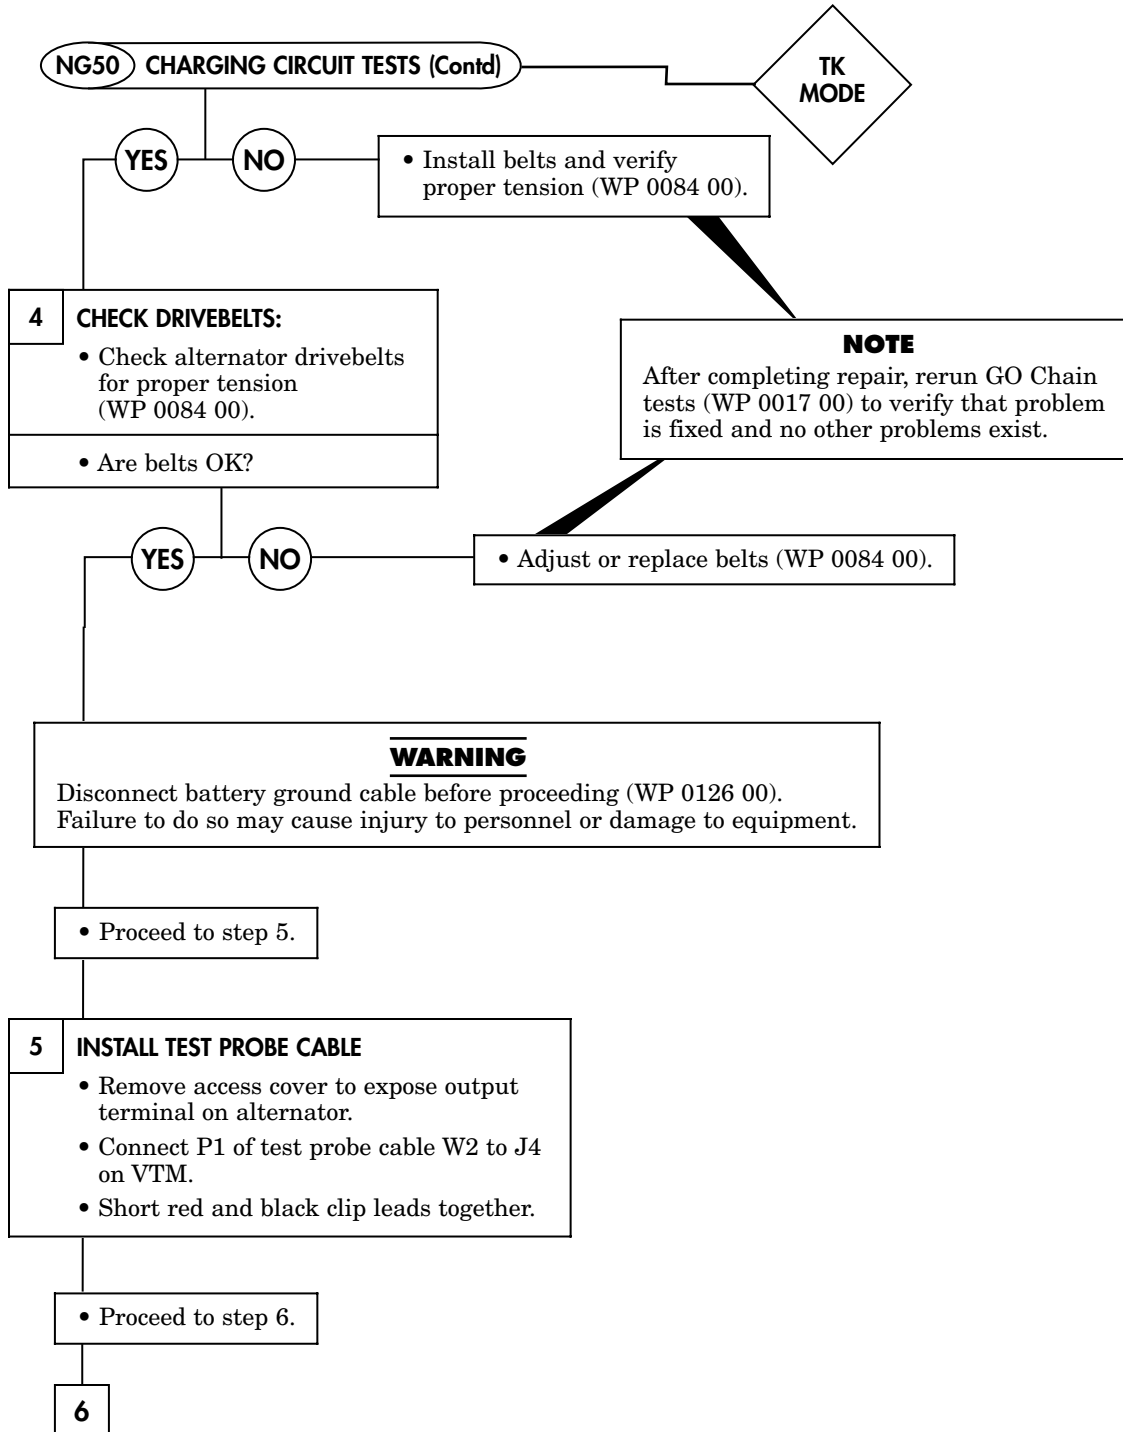 NG50 CHARGING CIRCUIT TESTS (Contd)
TK
MODE
YES
NO
• Install belts and verify
proper tension (WP 0084 00).
4 CHECK DRIVEBELTS:
• Check alternator drivebelts
for proper tension
(WP 0084 00).
• Are belts OK?
NOTE
After completing repair, rerun GO Chain
tests (WP 0017 00) to verify that problem
is fixed and no other problems exist.
YES
NO
• Adjust or replace belts (WP 0084 00).
WARNING
Disconnect battery ground cable before proceeding (WP 0126 00).
Failure to do so may cause injury to personnel or damage to equipment.
• Proceed to step 5.
5 INSTALL TEST PROBE CABLE
• Remove access cover to expose output
terminal on alternator.
• Connect P1 of test probe cable W2 to J4
on VTM.
• Short red and black clip leads together.
• Proceed to step 6.
6